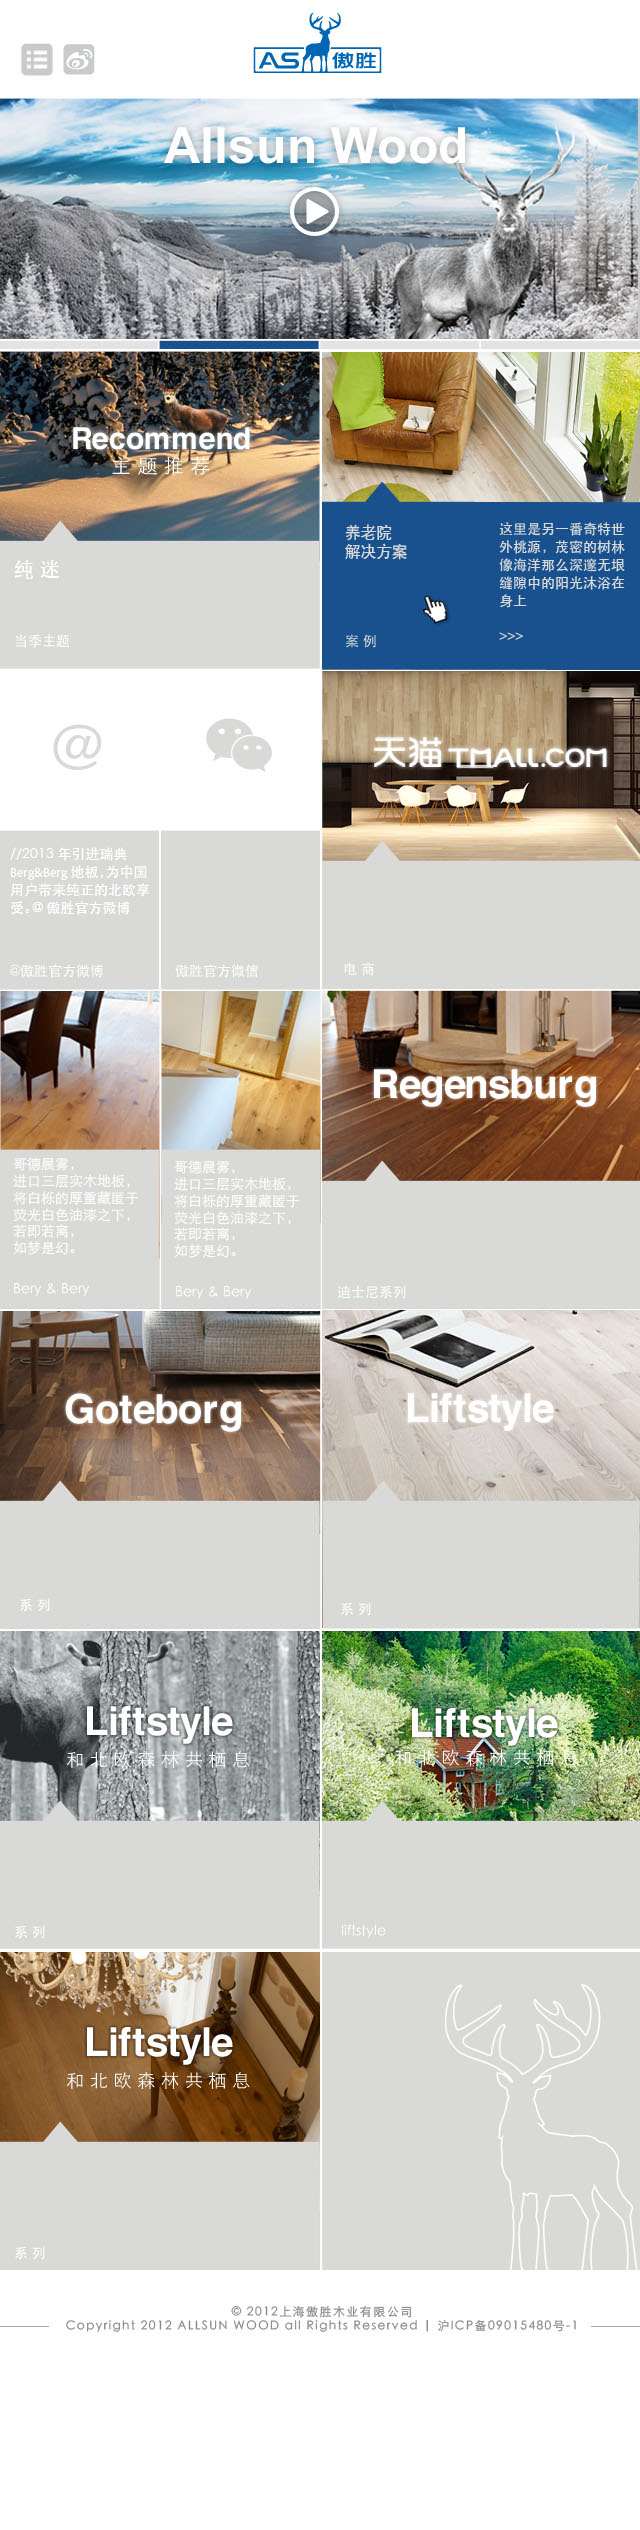 AS 傲胜
Allsun Wood
Recommend
主题推荐
纯迷
当季主题
养老院
解决方案
案例
这里是另一番奇特世
外桃源，茂密的树林
像海洋那么深邃无垠
缝隙中的阳光沐浴在
身上
>>>
@
//2013 年引进瑞典
Berg&Berg 地板，为中国
用户带来纯正的北欧享
受。@ 傲胜官方微博
@傲胜官方微博
傲胜官方微信
天猫 TMALL.COM
电商
哥德晨雾，
进口三层实木地板，
将白栎的厚重藏匿于
荧光白色油漆之下，
若即若离，
如梦是幻。
Bery & Bery
哥德晨雾，
进口三层实木地板，
将白栎的厚重藏匿于
荧光白色油漆之下，
若即若离，
如梦是幻。
Bery & Bery
Regensburg
迪士尼系列
Goteborg
系列
Liftstyle
系列
Liftstyle
和北欧森林共栖息
系列
Liftstyle
和北欧森林共栖息
liftstyle
Liftstyle
和北欧森林共栖息
系列
© 2012上海傲胜木业有限公司
Copyright 2012 ALLSUN WOOD all Rights Reserved | 沪ICP备09015480号-1